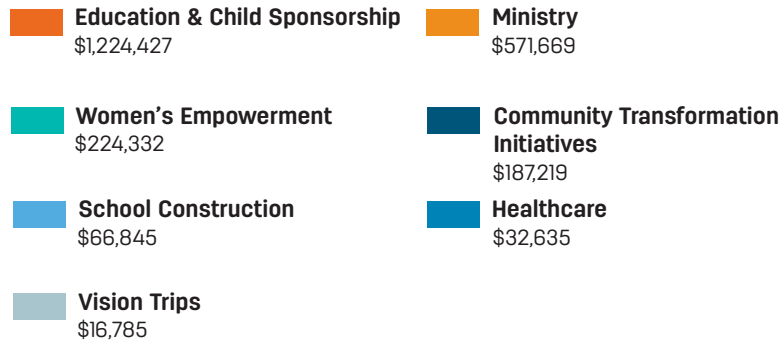 Education & Child Sponsorship
$1,224,427
Ministry
$571,669
Women's Empowerment
$224,332
Community Transformation
Initiatives
$187,219
School Construction
$66,845
Healthcare
$32,635
Vision Trips
$16,785